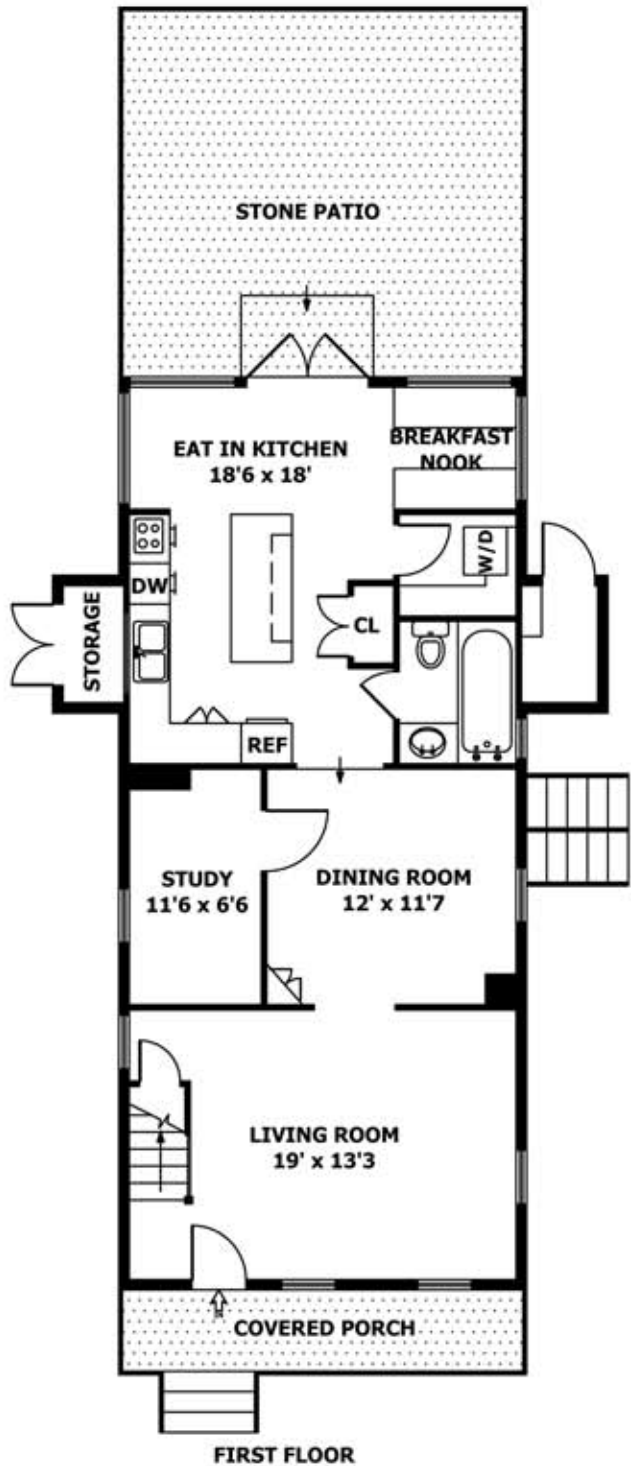 STONE PATIO
EAT IN KITCHEN
18'6 x 18'
BREAKFAST
NOOK
W/D
DW
STORAGE
CL
REF
STUDY
11'6 x 6'6
DINING ROOM
12' x 11'7
LIVING ROOM
19' x 13'3
COVERED PORCH
FIRST FLOOR